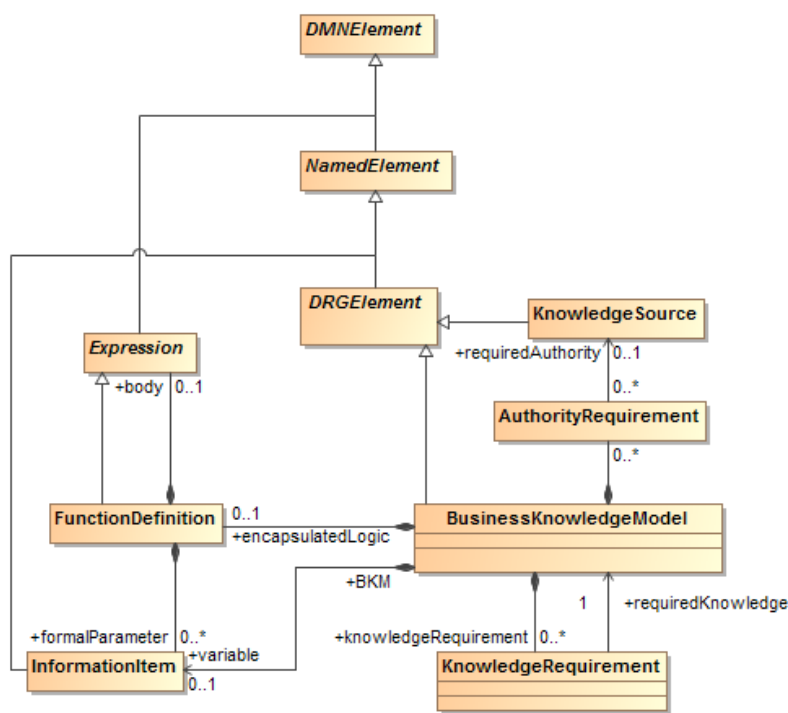 DMNElement
NamedElement
DRGElement
KnowledgeSource
Expression
+requiredAuthority 0..1
+body 0..1
0..*
AuthorityRequirement
0..*
FunctionDefinition
0..1
BusinessKnowledgeModel
+encapsulatedLogic
+BKM
1 +requiredKnowledge
+formalParameter 0..*
+knowledgeRequirement 0..*
+variable
InformationItem
0..1
KnowledgeRequirement